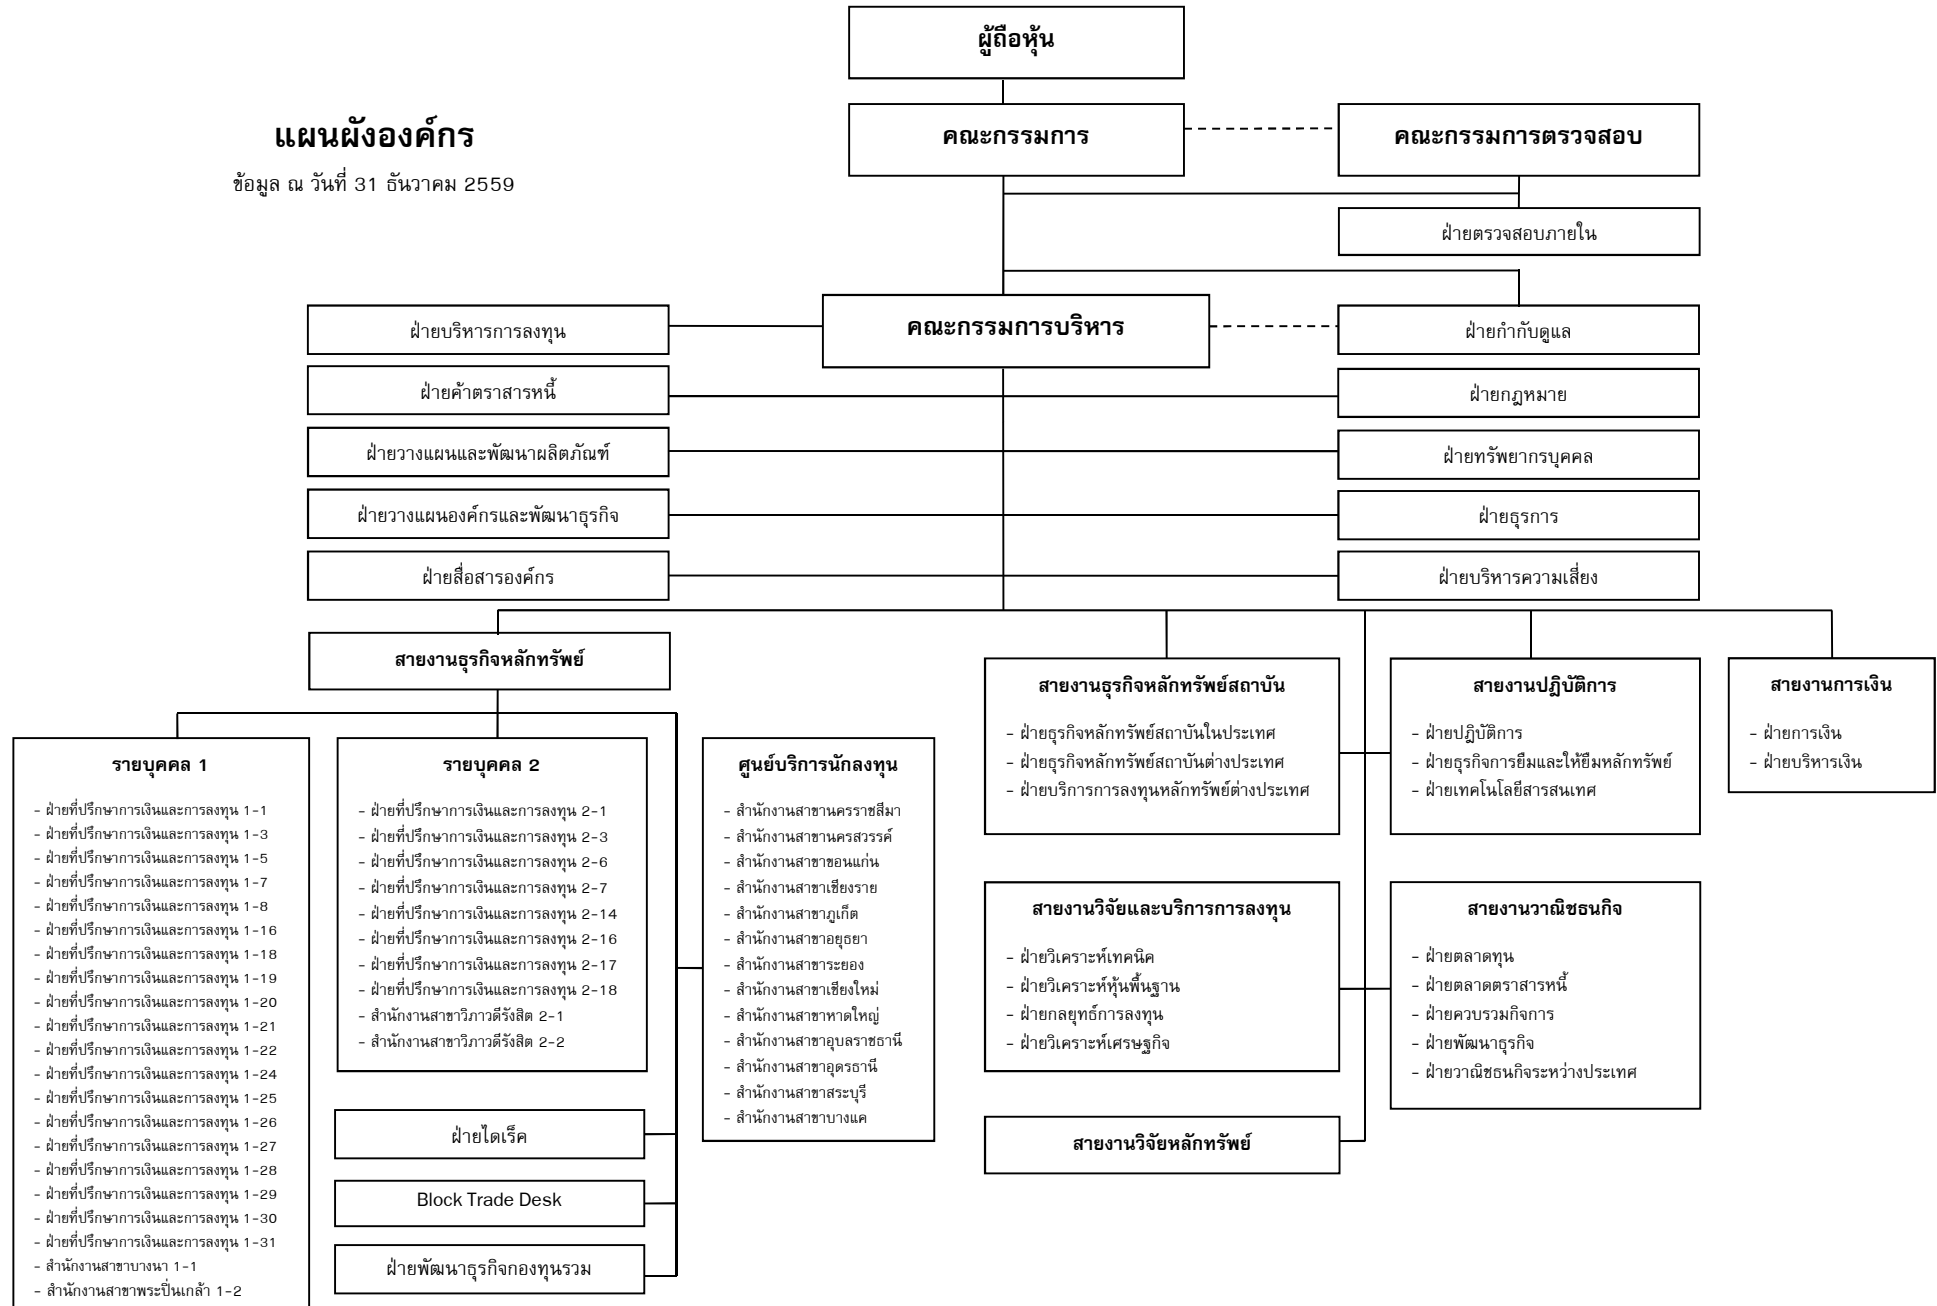 ผู้ถือหุ้น
แผนผังองค์กร
ข้อมูล ณ วันที่ 31 ธันวาคม 2559
คณะกรรมการ
คณะกรรมการตรวจสอบ
ฝ่ายตรวจสอบภายใน
ฝ่ายบริหารการลงทุน
คณะกรรมการบริหาร
ฝ่ายกำกับดูแล
ฝ่ายค้าตราสารหนี้
ฝ่ายกฎหมาย
ฝ่ายวางแผนและพัฒนาผลิตภัณฑ์
ฝ่ายทรัพยากรบุคคล
ฝ่ายวางแผนองค์กรและพัฒนาธุรกิจ
ฝ่ายธุรการ
ฝ่ายสื่อสารองค์กร
ฝ่ายบริหารความเสี่ยง
สายงานธุรกิจหลักทรัพย์
รายบุคคล 1
- ฝ่ายที่ปรึกษาการเงินและการลงทุน 1-1
- ฝ่ายที่ปรึกษาการเงินและการลงทุน 1-3
- ฝ่ายที่ปรึกษาการเงินและการลงทุน 1-5
- ฝ่ายที่ปรึกษาการเงินและการลงทุน 1-7
- ฝ่ายที่ปรึกษาการเงินและการลงทุน 1-8
- ฝ่ายที่ปรึกษาการเงินและการลงทุน 1-16
- ฝ่ายที่ปรึกษาการเงินและการลงทุน 1-18
- ฝ่ายที่ปรึกษาการเงินและการลงทุน 1-19
- ฝ่ายที่ปรึกษาการเงินและการลงทุน 1-20
- ฝ่ายที่ปรึกษาการเงินและการลงทุน 1-21
- ฝ่ายที่ปรึกษาการเงินและการลงทุน 1-22
- ฝ่ายที่ปรึกษาการเงินและการลงทุน 1-24
- ฝ่ายที่ปรึกษาการเงินและการลงทุน 1-25
- ฝ่ายที่ปรึกษาการเงินและการลงทุน 1-26
- ฝ่ายที่ปรึกษาการเงินและการลงทุน 1-27
- ฝ่ายที่ปรึกษาการเงินและการลงทุน 1-28
- ฝ่ายที่ปรึกษาการเงินและการลงทุน 1-29
- ฝ่ายที่ปรึกษาการเงินและการลงทุน 1-30
- ฝ่ายที่ปรึกษาการเงินและการลงทุน 1-31
- สำนักงานสาขาบางนา 1-1
- สำนักงานสาขาพระปิ่นเกล้า 1-2
รายบุคคล 2
- ฝ่ายที่ปรึกษาการเงินและการลงทุน 2-1
- ฝ่ายที่ปรึกษาการเงินและการลงทุน 2-3
- ฝ่ายที่ปรึกษาการเงินและการลงทุน 2-6
- ฝ่ายที่ปรึกษาการเงินและการลงทุน 2-7
- ฝ่ายที่ปรึกษาการเงินและการลงทุน 2-14
- ฝ่ายที่ปรึกษาการเงินและการลงทุน 2-16
- ฝ่ายที่ปรึกษาการเงินและการลงทุน 2-17
- ฝ่ายที่ปรึกษาการเงินและการลงทุน 2-18
- สำนักงานสาขาวิภาวดีรังสิต 2-1
- สำนักงานสาขาวิภาวดีรังสิต 2-2
ฝ่ายไดเร็ค
Block Trade Desk
ฝ่ายพัฒนาธุรกิจกองทุนรวม
ศูนย์บริการนักลงทุน
- สำนักงานสาขานครราชสีมา
- สำนักงานสาขานครสวรรค์
- สำนักงานสาขาขอนแก่น
- สำนักงานสาขาเชียงราย
- สำนักงานสาขาภูเก็ต
- สำนักงานสาขาอยุธยา
- สำนักงานสาขาระยอง
- สำนักงานสาขาเชียงใหม่
- สำนักงานสาขาหาดใหญ่
- สำนักงานสาขาอุบลราชธานี
- สำนักงานสาขาอุดรธานี
- สำนักงานสาขาสระบุรี
- สำนักงานสาขาบางแค
สายงานธุรกิจหลักทรัพย์สถาบัน
- ฝ่ายธุรกิจหลักทรัพย์สถาบันในประเทศ
- ฝ่ายธุรกิจหลักทรัพย์สถาบันต่างประเทศ
- ฝ่ายบริการการลงทุนหลักทรัพย์ต่างประเทศ
สายงานปฎิบัติการ
- ฝ่ายปฎิบัติการ
- ฝ่ายธุรกิจการยืมและให้ยืมหลักทรัพย์
- ฝ่ายเทคโนโลยีสารสนเทศ
สายงานการเงิน
- ฝ่ายการเงิน
- ฝ่ายบริหารเงิน
สายงานวิจัยและบริการการลงทุน
- ฝ่ายวิเคราะห์เทคนิค
- ฝ่ายวิเคราะห์หุ้นพื้นฐาน
- ฝ่ายกลยุทธ์การลงทุน
- ฝ่ายวิเคราะห์เศรษฐกิจ
สายงานวาณิชธนกิจ
- ฝ่ายตลาดทุน
- ฝ่ายตลาดตราสารหนี้
- ฝ่ายควบรวมกิจการ
- ฝ่ายพัฒนาธุรกิจ
- ฝ่ายวาณิชธนกิจระหว่างประเทศ
สายงานวิจัยหลักทรัพย์